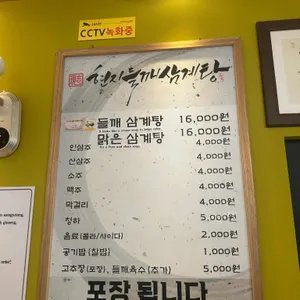 CCTV녹화중
현지들깨삼계탕
들깨 삼계탕 16,000원
맑은 삼계탕 16,000원
인삼주 4,000원
산삼주 4,000원
소주 4,000원
맥주 4,000원
막걸리 4,000원
청하 5,000원
음료(콜라/사이다) 2,000원
공기밥(찰밥) 1,000원
고추장(포장), 들깨육수(추가) 5,000원
포장 됩니다